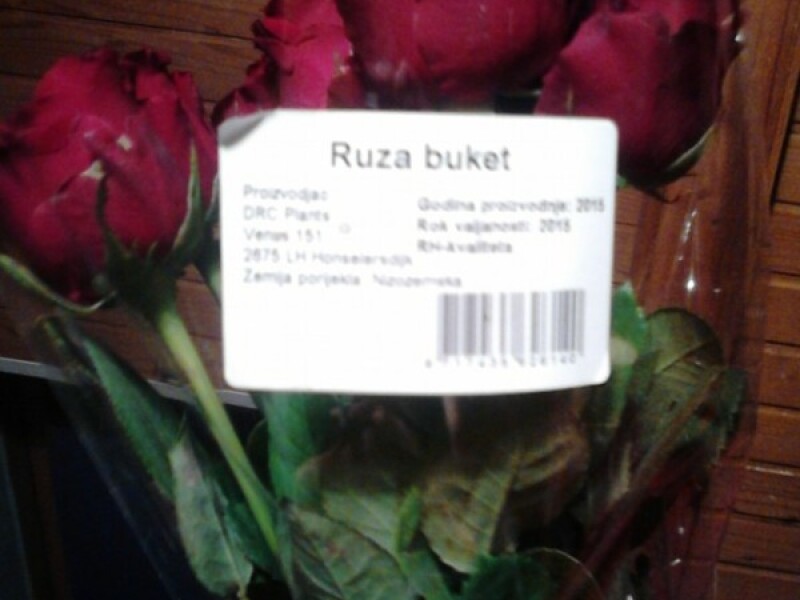 Ruza buket
Proizvodjac
DRC Plants
Venus 151
2675 LH Honselersdijk
Zemlja porijekla: Nizozemska
Godina proizvodnje: 2015
Rok valjanosti: 2015
RH-kvaliteta